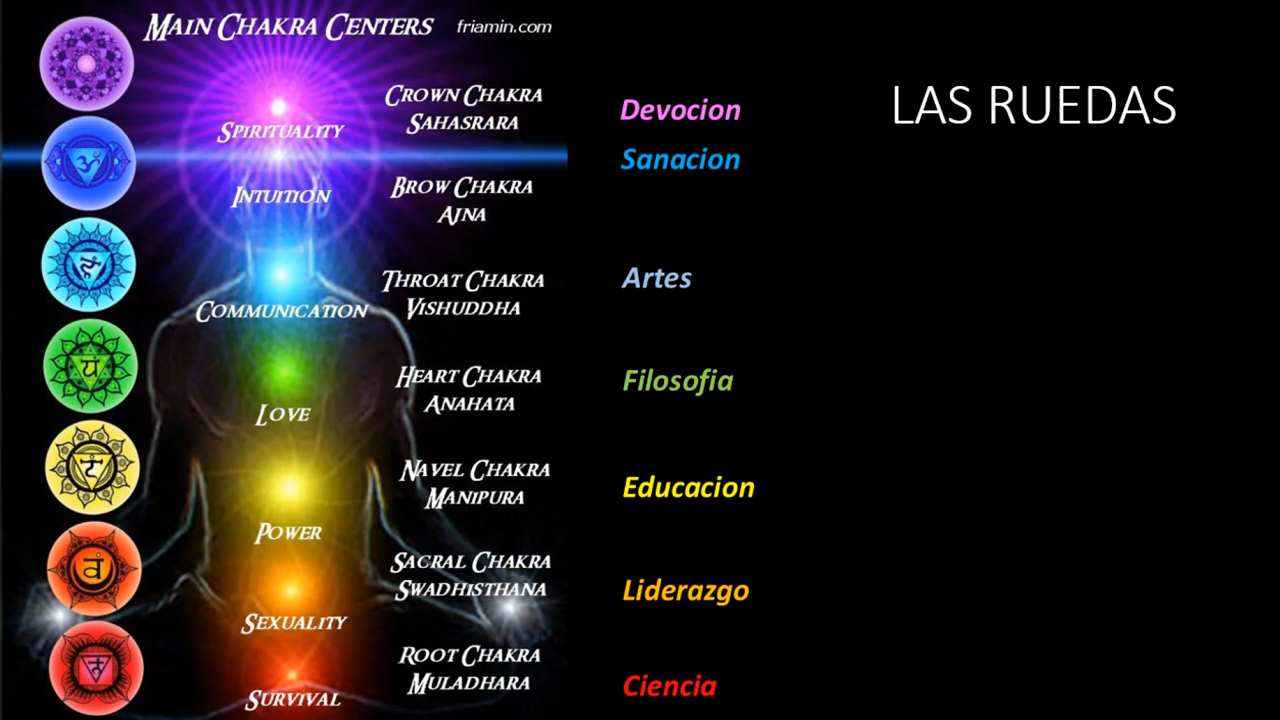 MAIN CHAKRA CENTERS
friamin.com
CROWN CHAKRA
SAHASRARA
SPIRITUALITY
BROW CHAKRA
AJNA
INTUITION
THROAT CHAKRA
VISHUDDHA
COMMUNICATION
HEART CHAKRA
ANAHATA
LOVE
NAVEL CHAKRA
MANIPURA
POWER
SACRAL CHAKRA
SWADHISTHANA
SEXUALITY
ROOT CHAKRA
MULADHARA
SURVIVAL
ॐ
यं
वं
Devocion
Sanacion
Artes
Filosofia
Educacion
Liderazgo
Ciencia
LAS RUEDAS